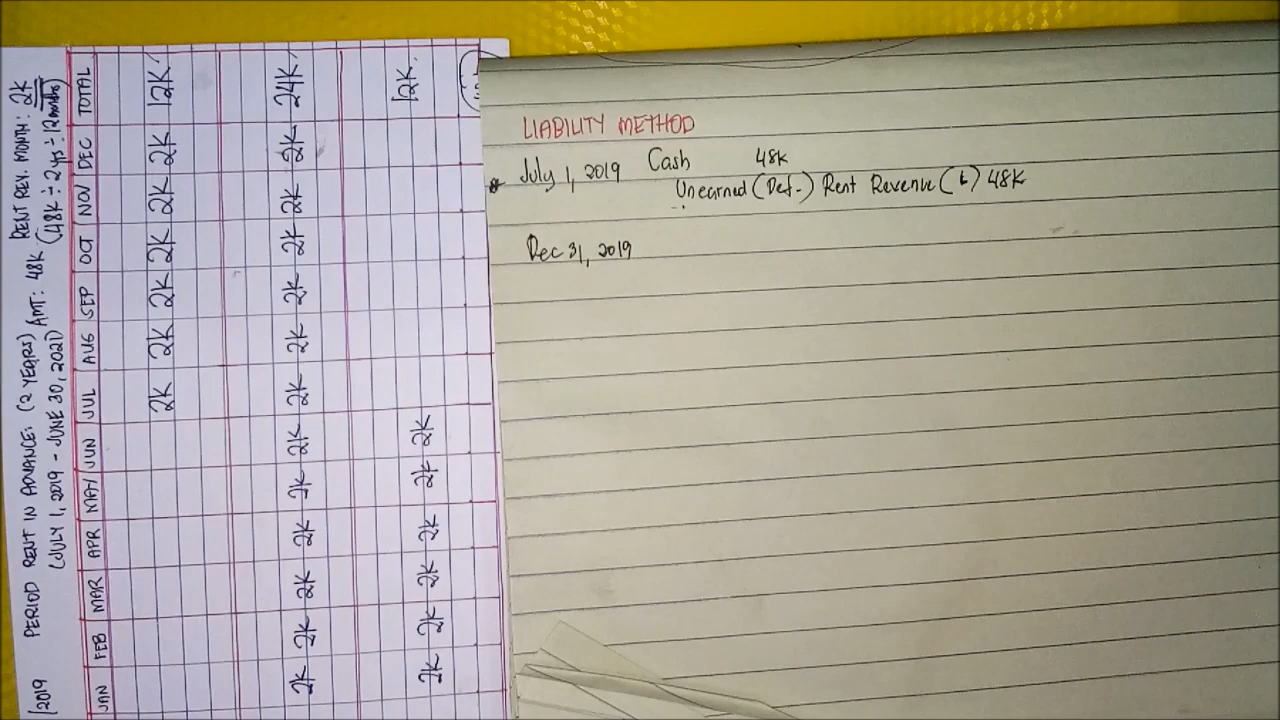 [2019 PERIOD RENT IN ADVANCE: (2 YEARS) AMT: 48K RENT REV. MONTH: 2K
(JULY 1, 2019 - JUNE 30, 2021) (48K ÷ 2yrs ÷ 12 months)
JAN FEB MAR APR MAY JUN JUL AUG SEP OCT NOV DEC TOTAL
2K 2K 2K 2K 2K 2K 12K
2K 2K 2K 2K 2K 2K 2K 2K 2K 2K 2K 2K 24K
2K 2K 2K 2K 2K 2K 12K
LIABILITY METHOD
* July 1, 2019 Cash 48K
Unearned (Def.) Rent Revenue (L) 48K
Dec 31, 2019